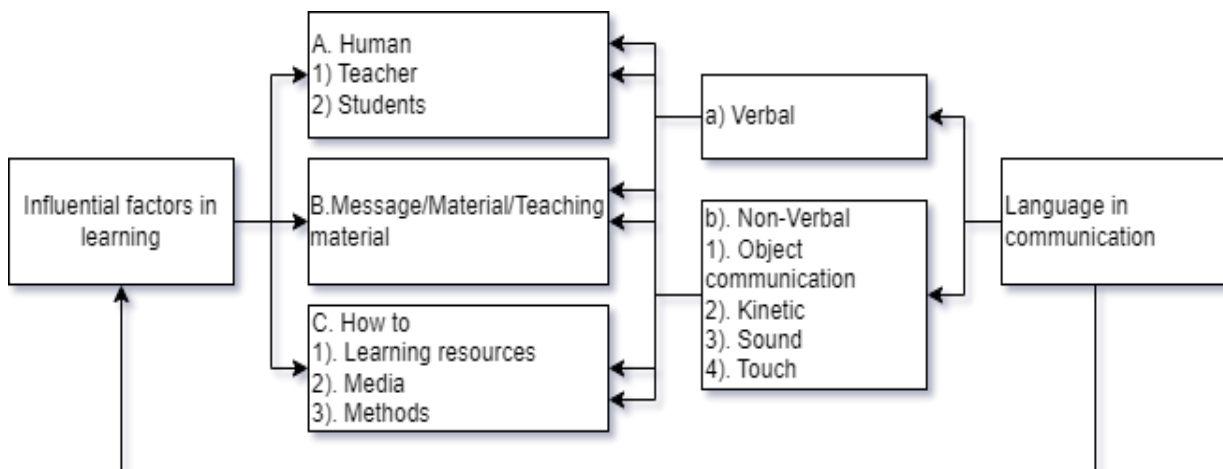 Influential factors in
learning
A. Human
1) Teacher
2) Students
B.Message/Material/Teaching
material
C. How to
1). Learning resources
2). Media
3). Methods
a) Verbal
b). Non-Verbal
1). Object
communication
2). Kinetic
3). Sound
4). Touch
Language in
communication